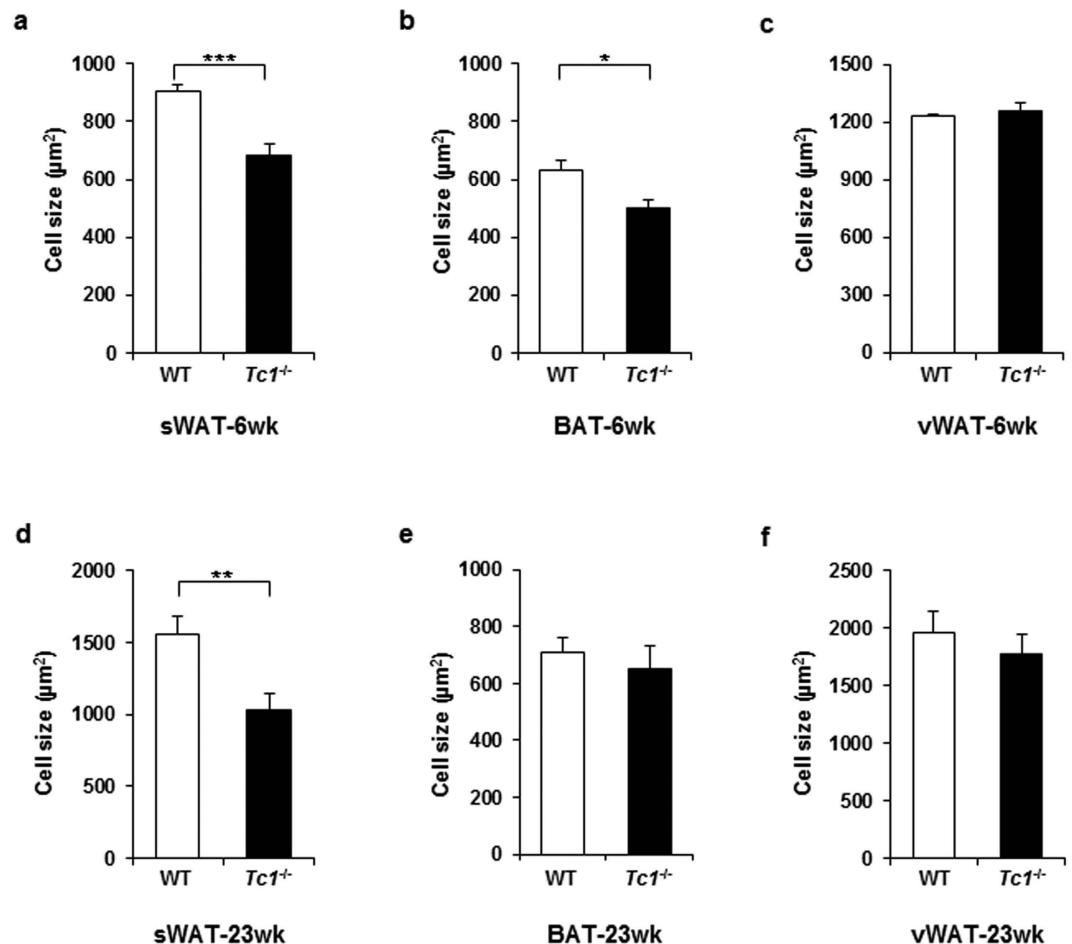 a
***
1000
800
600
400
200
0
Cell size (µm²)
WT
Tc1⁻/⁻
sWAT-6wk
b
*
1000
800
600
400
200
0
Cell size (µm²)
WT
Tc1⁻/⁻
BAT-6wk
c
1500
1200
900
600
300
0
Cell size (µm²)
WT
Tc1⁻/⁻
vWAT-6wk
d
**
2000
1500
1000
500
0
Cell size (µm²)
WT
Tc1⁻/⁻
sWAT-23wk
e
1000
800
600
400
200
0
Cell size (µm²)
WT
Tc1⁻/⁻
BAT-23wk
f
2500
2000
1500
1000
500
0
Cell size (µm²)
WT
Tc1⁻/⁻
vWAT-23wk